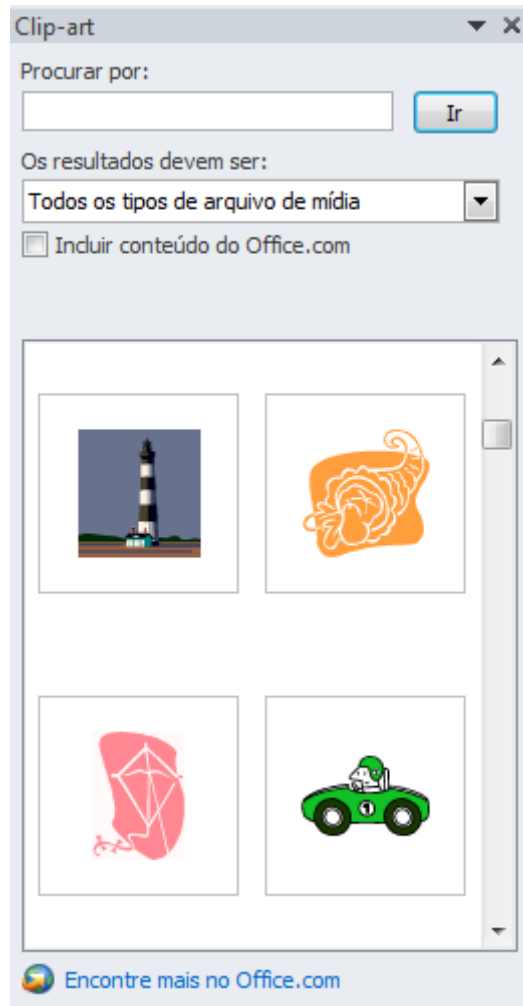 Clip-art
Procurar por:
Ir
Os resultados devem ser:
Todos os tipos de arquivo de mídia
Incluir conteúdo do Office.com
1
Encontre mais no Office.com